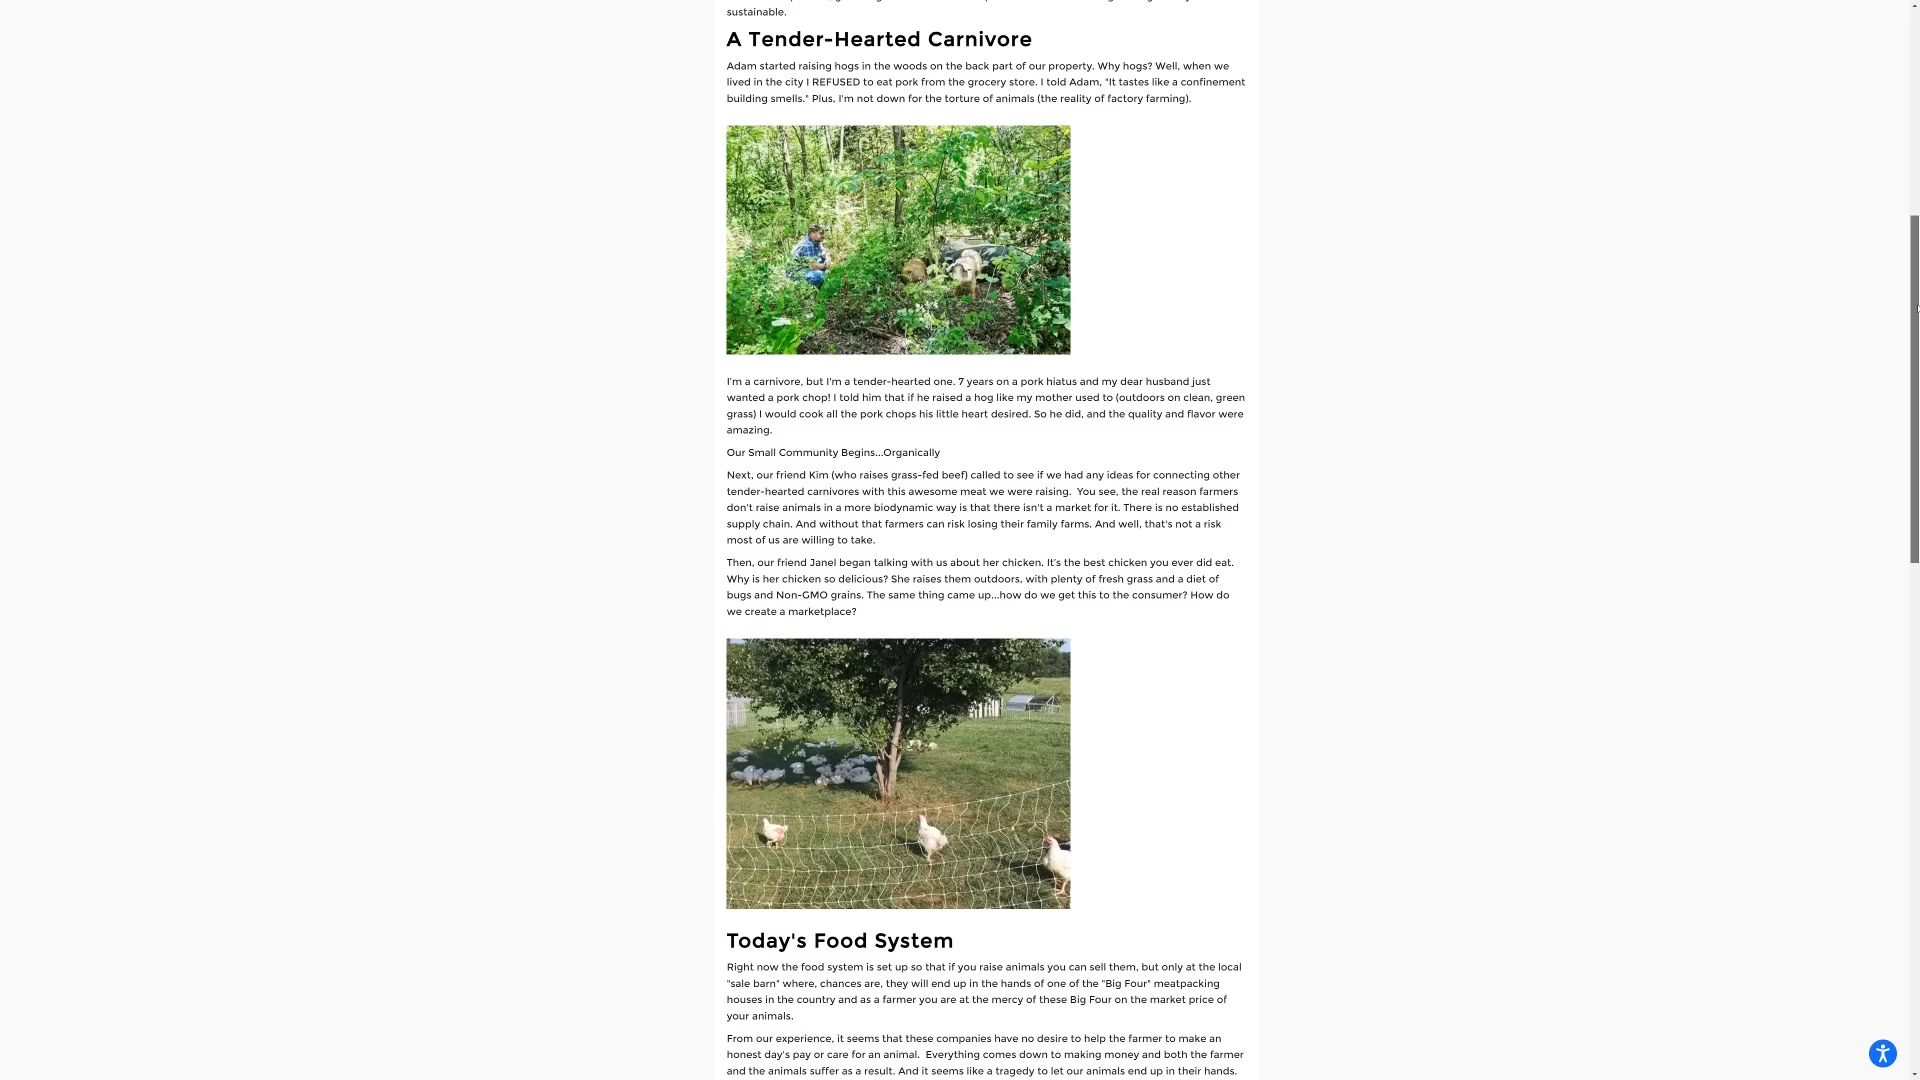 sustainable.
A Tender-Hearted Carnivore
Adam started raising hogs in the woods on the back part of our property. Why hogs? Well, when we
lived in the city I REFUSED to eat pork from the grocery store. I told Adam, "It tastes like a confinement
building smells." Plus, I'm not down for the torture of animals (the reality of factory farming).
I'm a carnivore, but I'm a tender-hearted one. 7 years on a pork hiatus and my dear husband just
wanted a pork chop! I told him that if he raised a hog like my mother used to (outdoors on clean, green
grass) I would cook all the pork chops his little heart desired. So he did, and the quality and flavor were
amazing.
Our Small Community Begins...Organically
Next, our friend Kim (who raises grass-fed beef) called to see if we had any ideas for connecting other
tender-hearted carnivores with this awesome meat we were raising.  You see, the real reason farmers
don't raise animals in a more biodynamic way is that there isn't a market for it. There is no established
supply chain. And without that farmers can risk losing their family farms. And well, that's not a risk
most of us are willing to take.
Then, our friend Janel began talking with us about her chicken. It's the best chicken you ever did eat.
Why is her chicken so delicious? She raises them outdoors, with plenty of fresh grass and a diet of
bugs and Non-GMO grains. The same thing came up...how do we get this to the consumer? How do
we create a marketplace?
Today's Food System
Right now the food system is set up so that if you raise animals you can sell them, but only at the local
"sale barn" where, chances are, they will end up in the hands of one of the "Big Four" meatpacking
houses in the country and as a farmer you are at the mercy of these Big Four on the market price of
your animals.
From our experience, it seems that these companies have no desire to help the farmer to make an
honest day's pay or care for an animal.  Everything comes down to making money and both the farmer
and the animals suffer as a result. And it seems like a tragedy to let our animals end up in their hands.